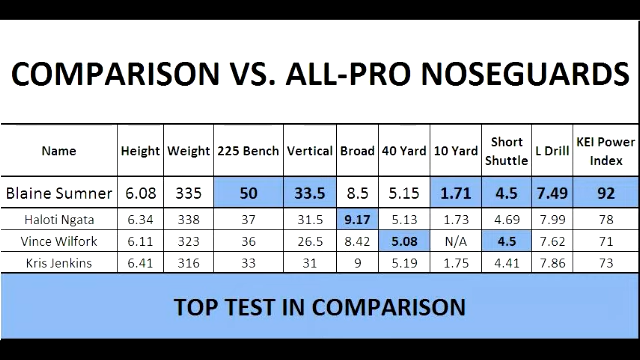 COMPARISON VS. ALL-PRO NOSEGUARDS
Name Height Weight 225 Bench Vertical Broad 40 Yard 10 Yard Short Shuttle L Drill KEI Power Index
Blaine Sumner 6.08 335 50 33.5 8.5 5.15 1.71 4.5 7.49 92
Haloti Ngata 6.34 338 37 31.5 9.17 5.13 1.73 4.69 7.99 78
Vince Wilfork 6.11 323 36 26.5 8.42 5.08 N/A 4.5 7.62 71
Kris Jenkins 6.41 316 33 31 9 5.19 1.75 4.41 7.86 73
TOP TEST IN COMPARISON